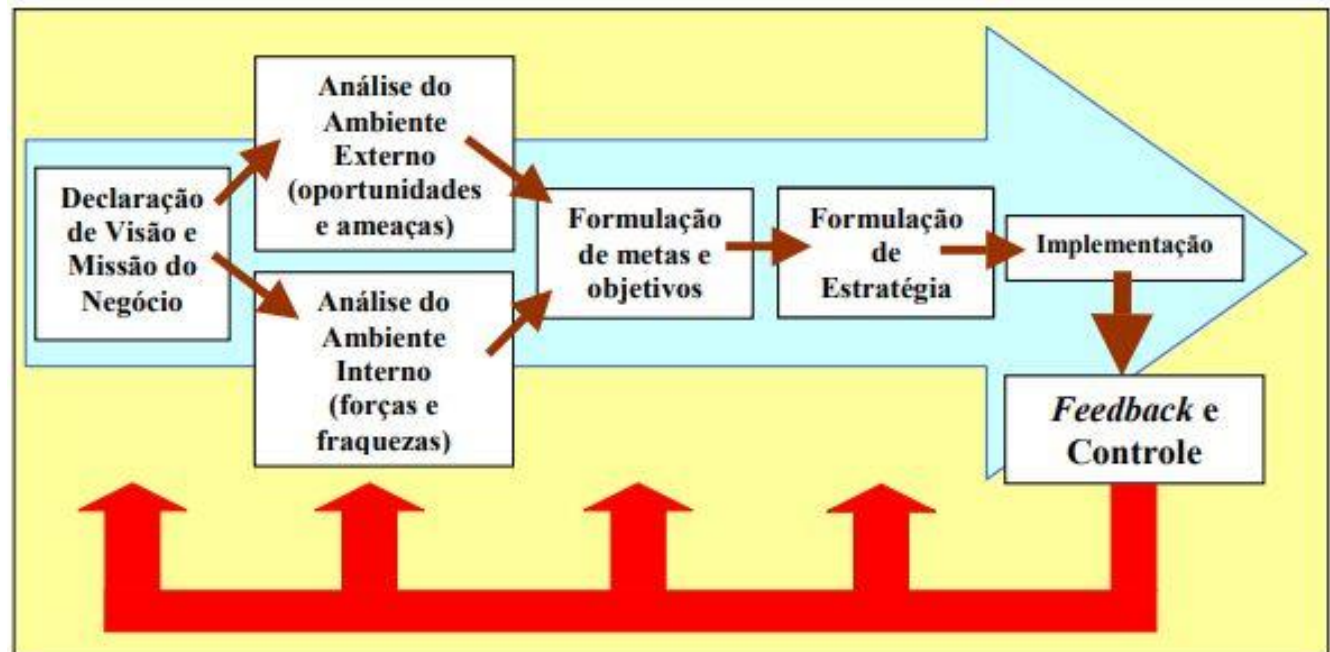 Declaração
de Visão e
Missão do
Negócio
Análise do
Ambiente
Externo
(oportunidades
e ameaças)
Análise do
Ambiente
Interno
(forças e
fraquezas)
Formulação
de metas e
objetivos
Formulação
de
Estratégia
Implementação
Feedback e
Controle